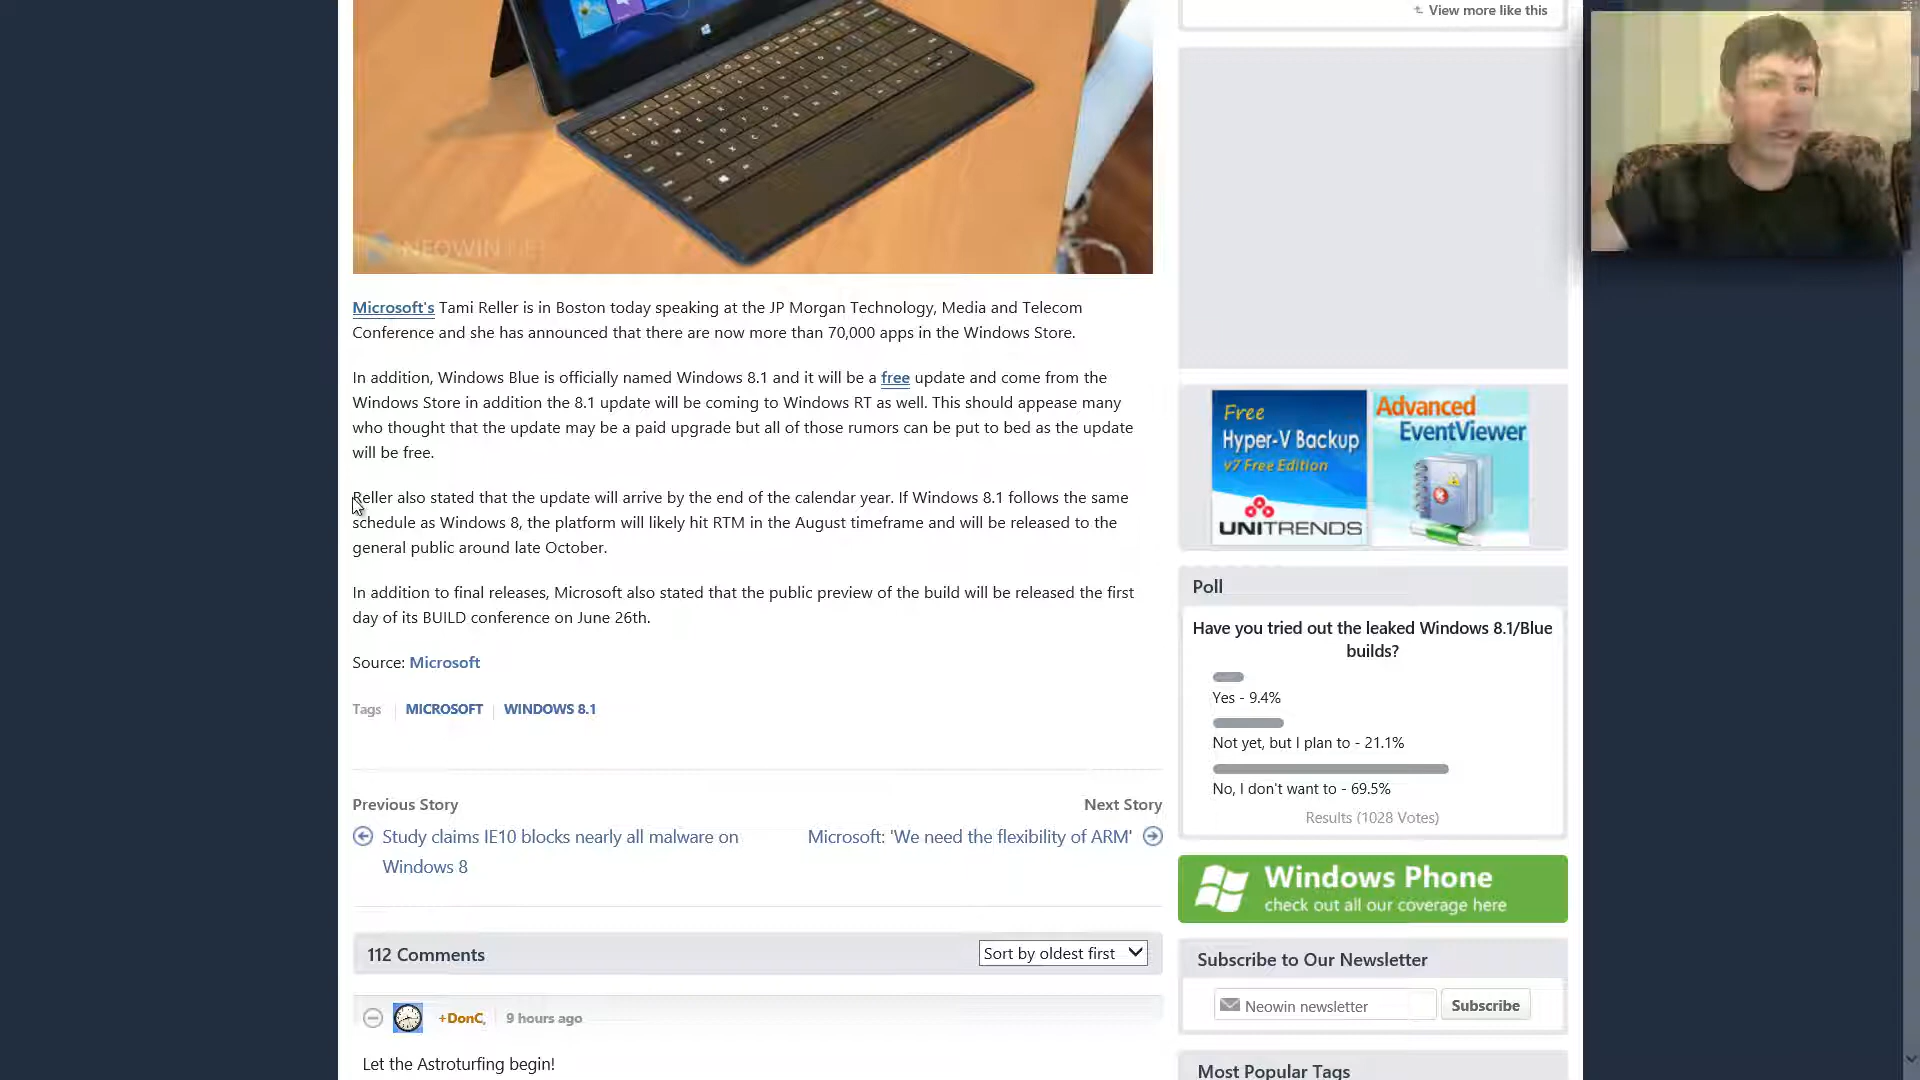 View more like this
NEOWIN.NET
Microsoft's Tami Reller is in Boston today speaking at the JP Morgan Technology, Media and Telecom
Conference and she has announced that there are now more than 70,000 apps in the Windows Store.
In addition, Windows Blue is officially named Windows 8.1 and it will be a free update and come from the
Windows Store in addition the 8.1 update will be coming to Windows RT as well. This should appease many
who thought that the update may be a paid upgrade but all of those rumors can be put to bed as the update
will be free.
Reller also stated that the update will arrive by the end of the calendar year. If Windows 8.1 follows the same
schedule as Windows 8, the platform will likely hit RTM in the August timeframe and will be released to the
general public around late October.
In addition to final releases, Microsoft also stated that the public preview of the build will be released the first
day of its BUILD conference on June 26th.
Source: Microsoft
Tags MICROSOFT WINDOWS 8.1
Previous Story
Study claims IE10 blocks nearly all malware on
Windows 8
Next Story
Microsoft: 'We need the flexibility of ARM'
112 Comments
Sort by oldest first
+DonC, 9 hours ago
Let the Astroturfing begin!
Free
Hyper-V Backup
v7 Free Edition
UNITRENDS
Advanced
EventViewer
Poll
Have you tried out the leaked Windows 8.1/Blue
builds?
Yes - 9.4%
Not yet, but I plan to - 21.1%
No, I don't want to - 69.5%
Results (1028 Votes)
Windows Phone
check out all our coverage here
Subscribe to Our Newsletter
Neowin newsletter
Subscribe
Most Popular Tags